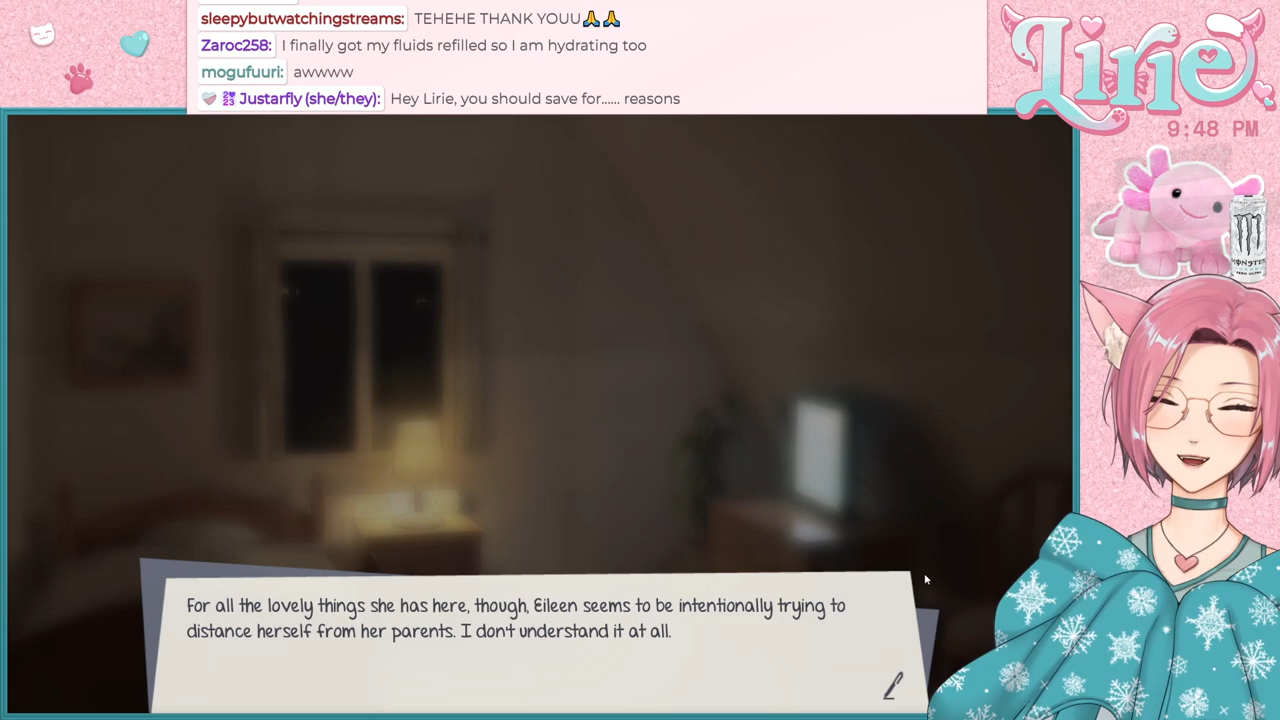 sleepybutwatchingstreams: TEHEHE THANK YOUU🙏🙏
Zaroc258: I finally got my fluids refilled so I am hydrating too
mogufuuri: awwww
Justarfly (she/they): Hey Lirie, you should save for...... reasons
Lirie
9:48 PM
MONSTER
For all the lovely things she has here, though, Eileen seems to be intentionally trying to
distance herself from her parents. I don't understand it at all.